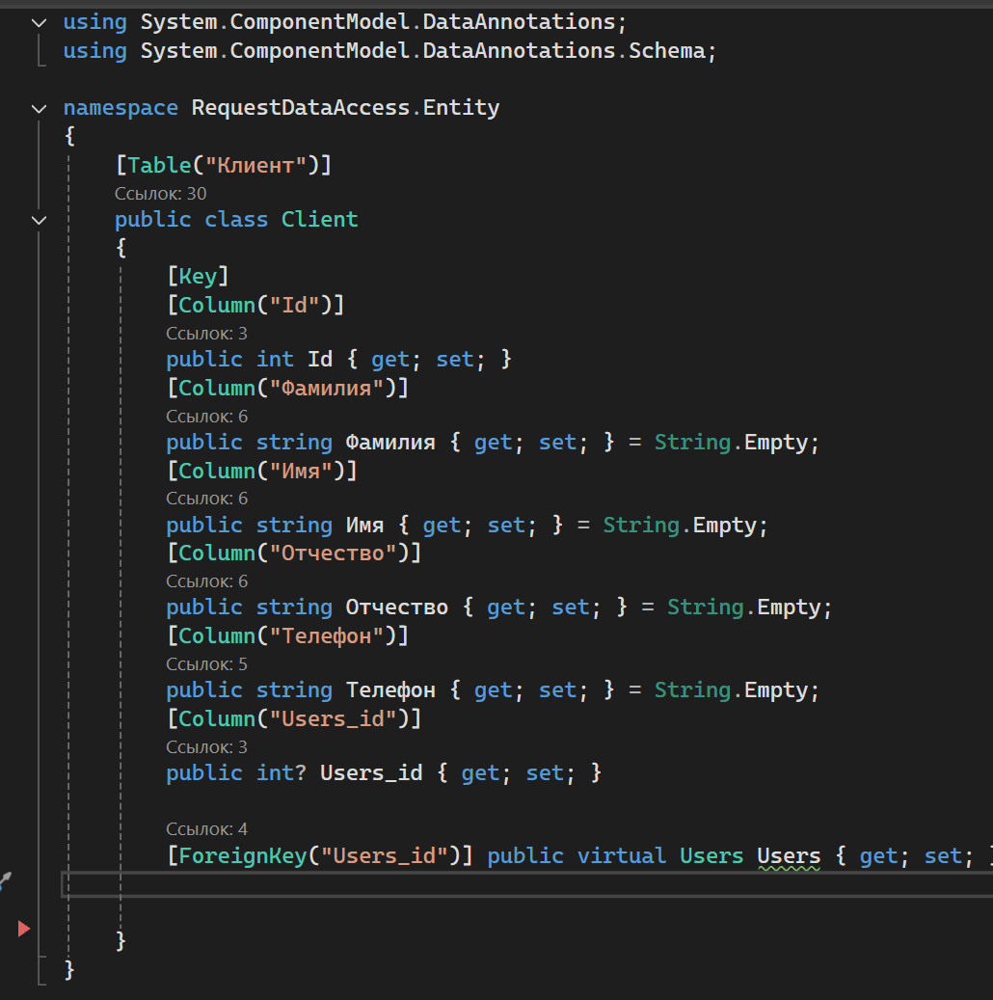 using System.ComponentModel.DataAnnotations;
using System.ComponentModel.DataAnnotations.Schema;
namespace RequestDataAccess.Entity
{
[Table("Клиент")]
Ссылок: 30
public class Client
{
[Key]
[Column("Id")]
Ссылок: 3
public int Id { get; set; }
[Column("Фамилия")]
Ссылок: 6
public string Фамилия { get; set; } = String.Empty;
[Column("Имя")]
Ссылок: 6
public string Имя { get; set; } = String.Empty;
[Column("Отчество")]
Ссылок: 6
public string Отчество { get; set; } = String.Empty;
[Column("Телефон")]
Ссылок: 5
public string Телефон { get; set; } = String.Empty;
[Column("Users_id")]
Ссылок: 3
public int? Users_id { get; set; }
Ссылок: 4
[ForeignKey("Users_id")] public virtual Users Users { get; set; }
}
}